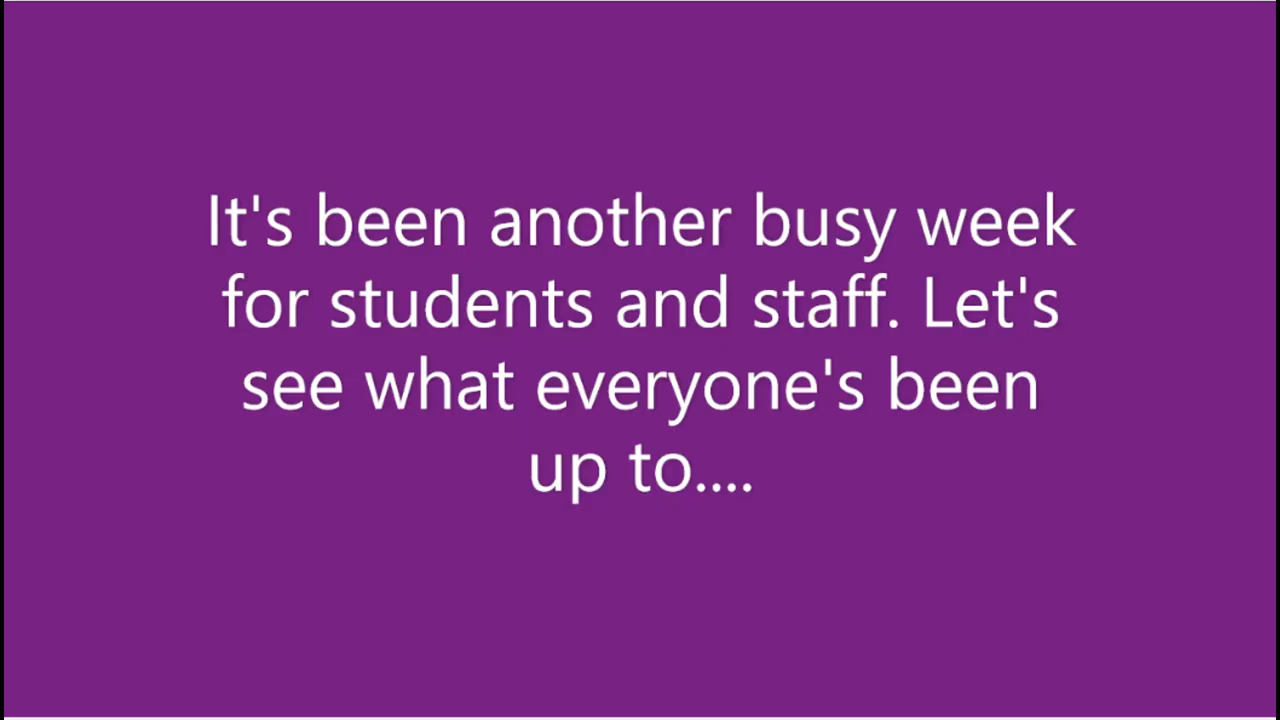 It's been another busy week
for students and staff. Let's
see what everyone's been
up to....